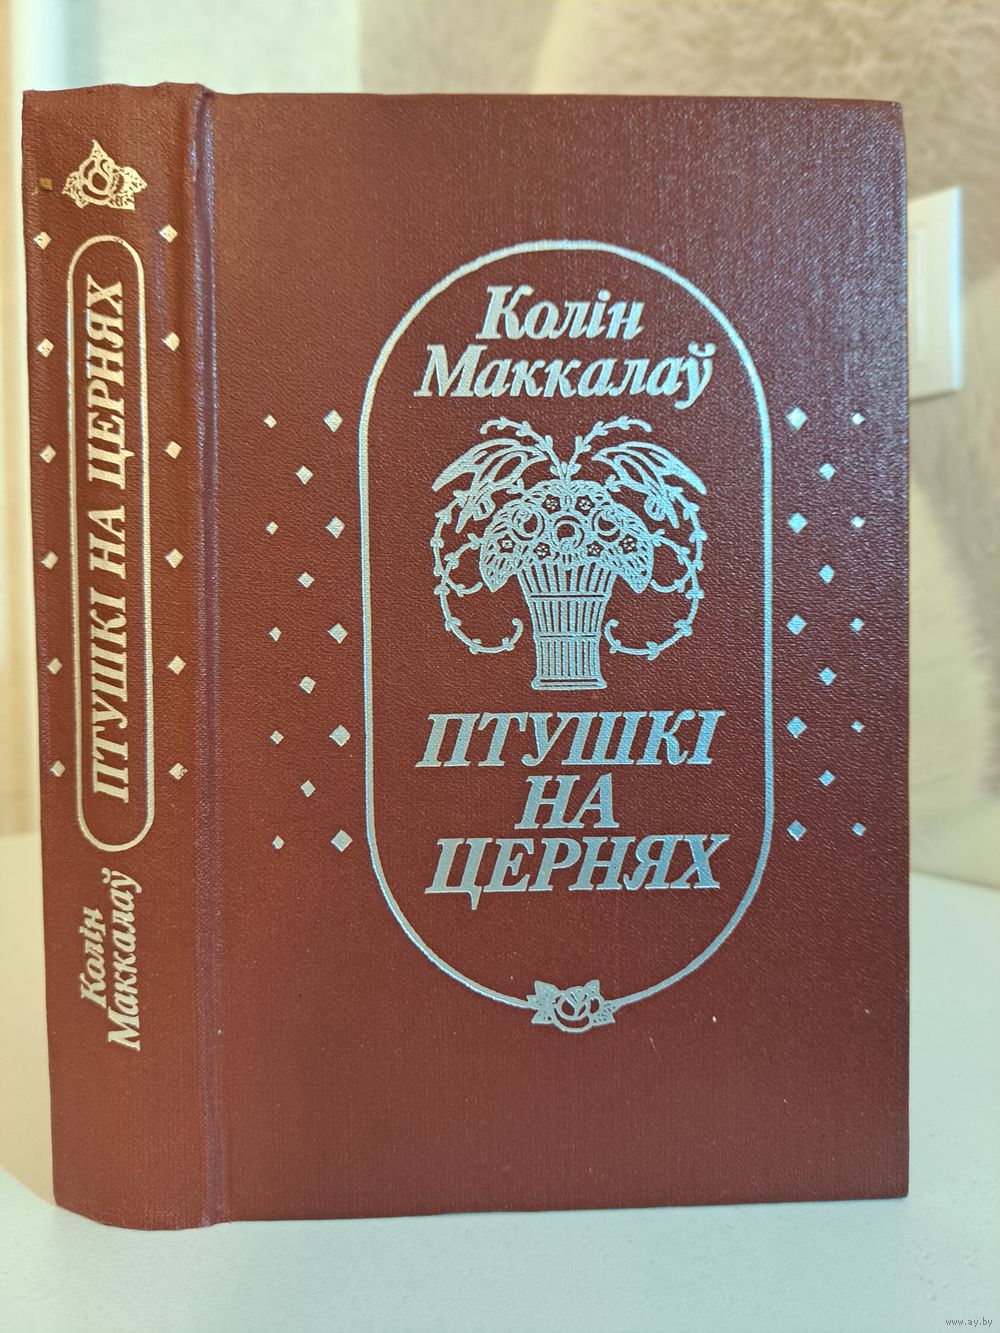 ПТУШКІ НА ЦЕРНЯХ
Колін
Маккалаў
Колін
Маккалаў
ПТУШКІ
НА
ЦЕРНЯХ
www.ay.by